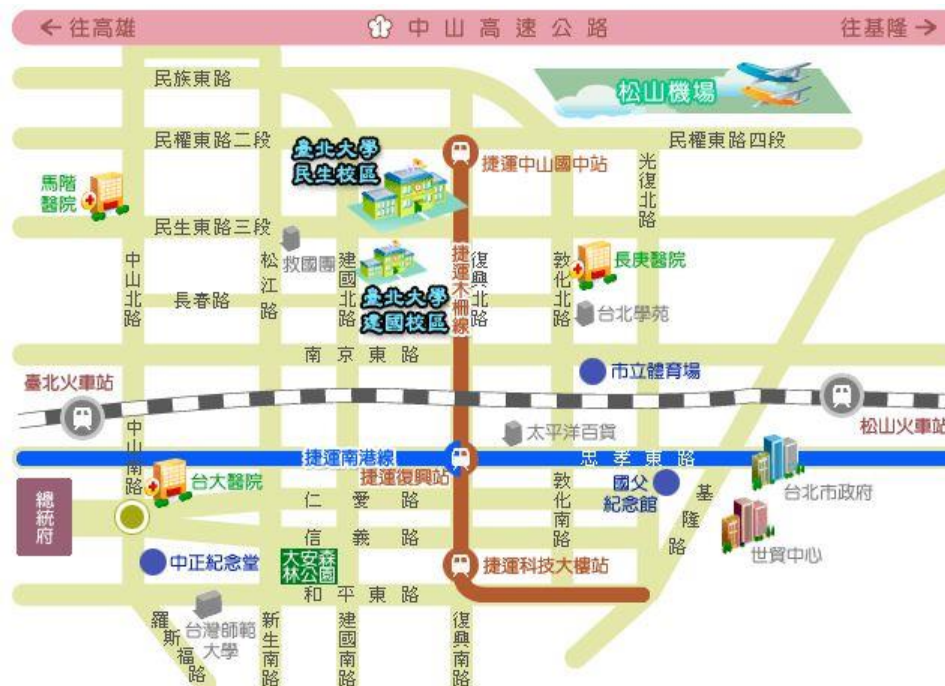 ← 往高雄
1 中山高速公路
往基隆 →
民族東路
松山機場
民權東路二段
民權東路四段
臺北大學
民生校區
捷運中山國中站
光復北路
馬階
醫院
民生東路三段
救國團
中山北路
松江路
建國北路
捷運木柵線
復興北路
敦化北路
長庚醫院
長春路
臺北大學
建國校區
台北學苑
南京東路
市立體育場
臺北火車站
松山火車站
太平洋百貨
中山南路
捷運南港線
忠孝東路
捷運復興站
台大醫院
敦化南路
國父
紀念館
基隆路
台北市政府
總統府
仁愛路
信義路
世貿中心
中正紀念堂
大安森
林公園
捷運科技大樓站
和平東路
台灣師範
大學
羅斯福路
新生南路
建國南路
復興南路